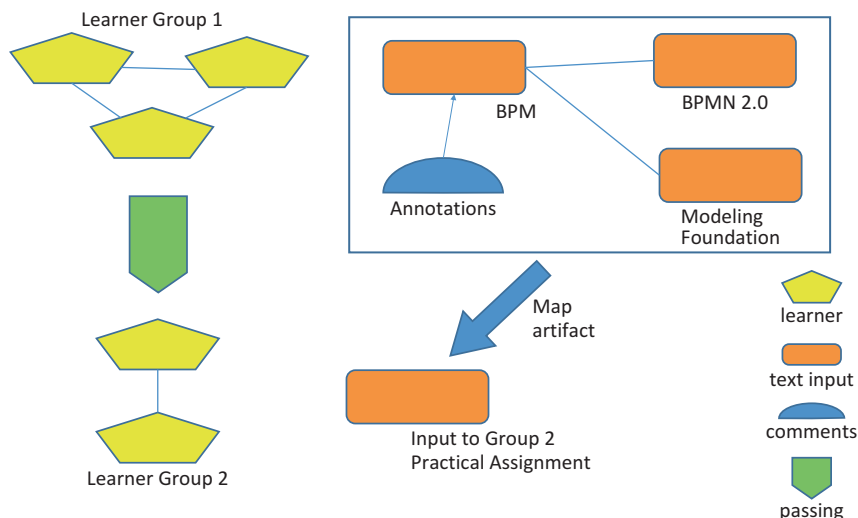 Learner Group 1
BPM
BPMN 2.0
Annotations
Modeling
Foundation
Map
artifact
Input to Group 2
Practical Assignment
Learner Group 2
learner
text input
comments
passing